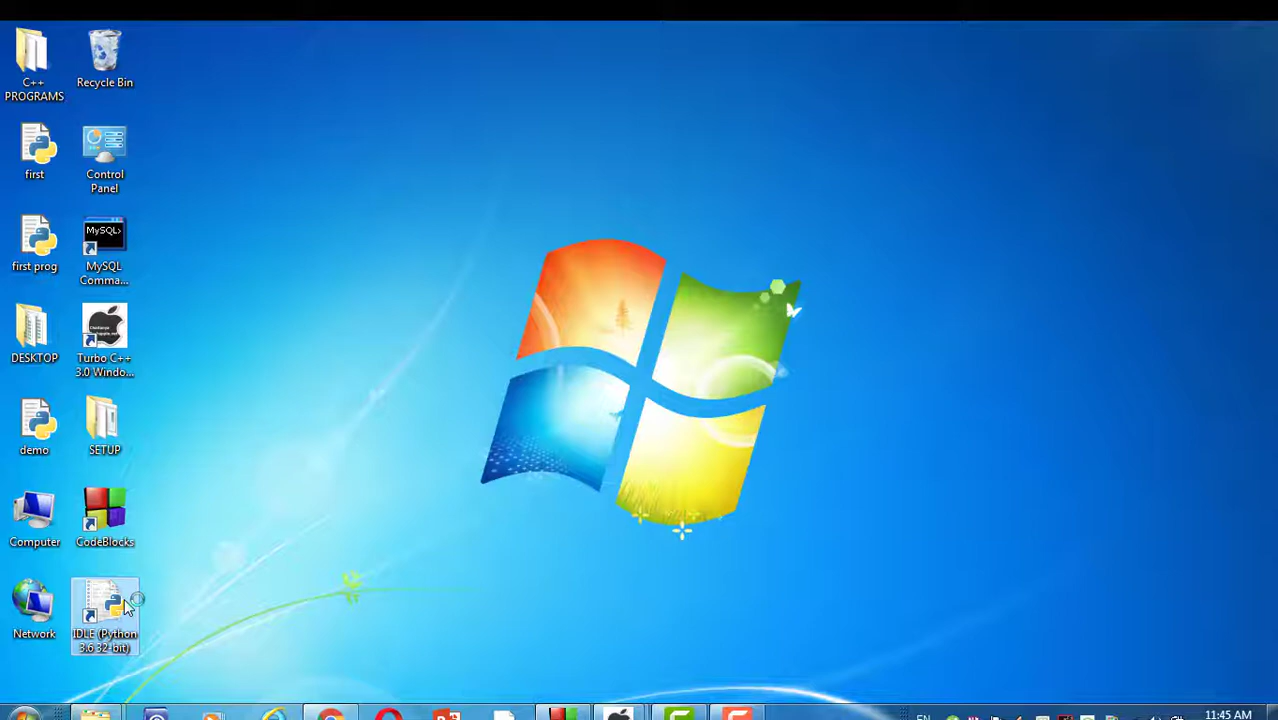 C++
PROGRAMS
Recycle Bin
first
Control
Panel
first prog
MySQL>
MySQL
Comma...
DESKTOP
Turbo C++
3.0 Windo...
demo
SETUP
Computer
CodeBlocks
Network
IDLE (Python
3.6 32-bit)
EN
11:45 AM